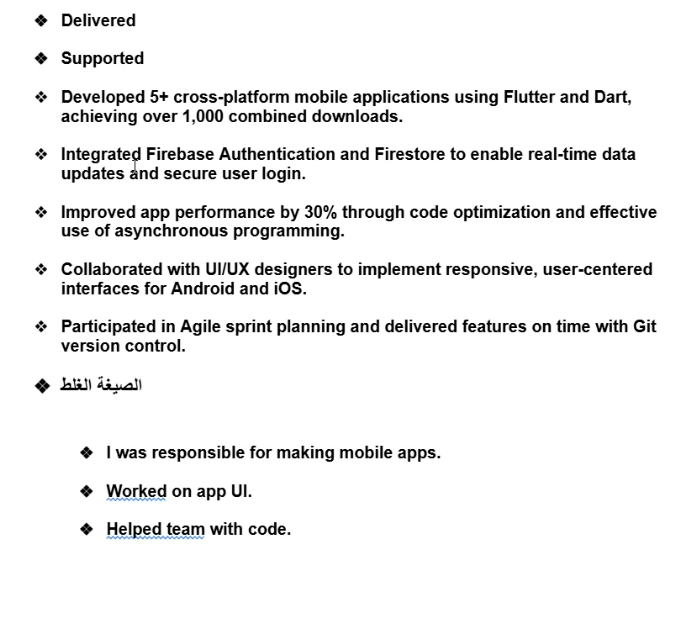 Delivered
Supported
Developed 5+ cross-platform mobile applications using Flutter and Dart,
achieving over 1,000 combined downloads.
Integrated Firebase Authentication and Firestore to enable real-time data
updates and secure user login.
Improved app performance by 30% through code optimization and effective
use of asynchronous programming.
Collaborated with UI/UX designers to implement responsive, user-centered
interfaces for Android and iOS.
Participated in Agile sprint planning and delivered features on time with Git
version control.
الصيغة الغلط
I was responsible for making mobile apps.
Worked on app UI.
Helped team with code.